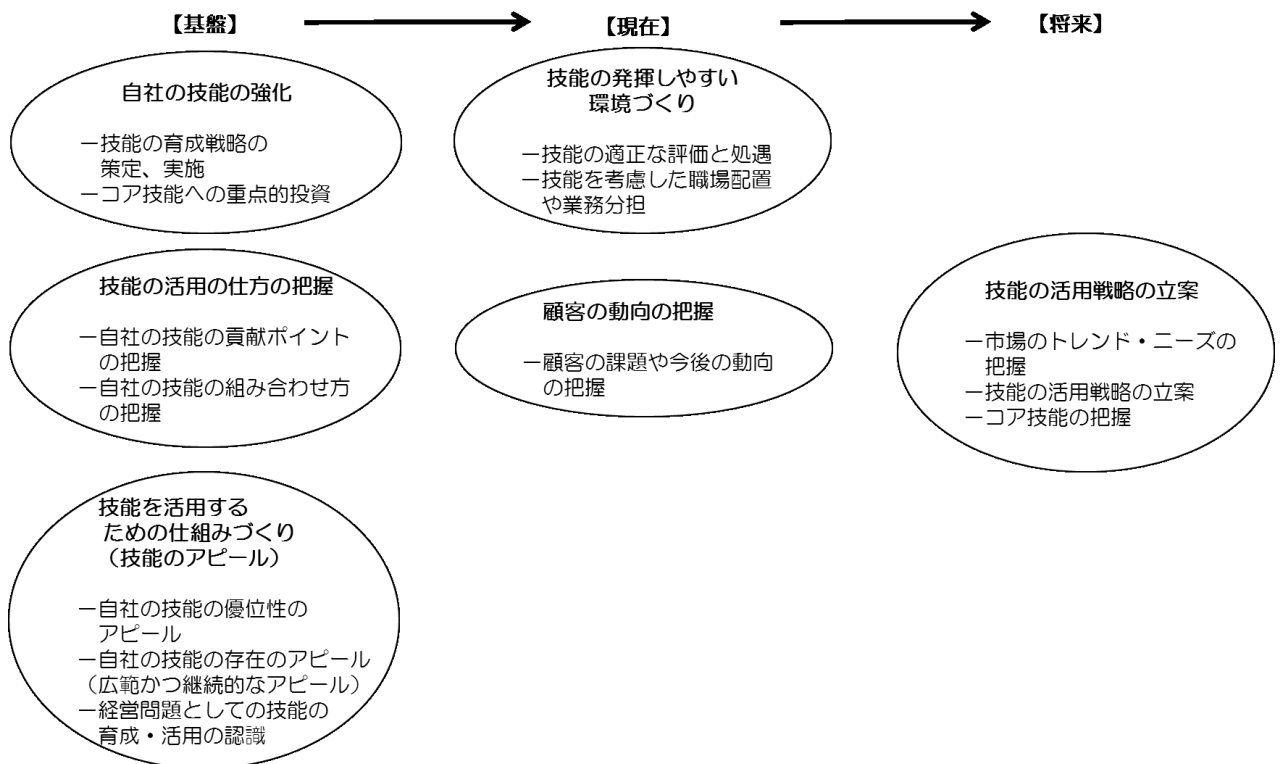 【基盤】
【現在】
【将来】
自社の技能の強化
ー技能の育成戦略の
策定、実施
ーコア技能への重点的投資
技能の活用の仕方の把握
ー自社の技能の貢献ポイント
の把握
ー自社の技能の組み合わせ方
の把握
技能を活用する
ための仕組みづくり
（技能のアピール）
ー自社の技能の優位性の
アピール
ー自社の技能の存在のアピール
（広範かつ継続的なアピール）
ー経営問題としての技能の
育成・活用の認識
技能の発揮しやすい
環境づくり
ー技能の適正な評価と処遇
ー技能を考慮した職場配置
や業務分担
顧客の動向の把握
ー顧客の課題や今後の動向
の把握
技能の活用戦略の立案
ー市場のトレンド・ニーズの
把握
ー技能の活用戦略の立案
ーコア技能の把握